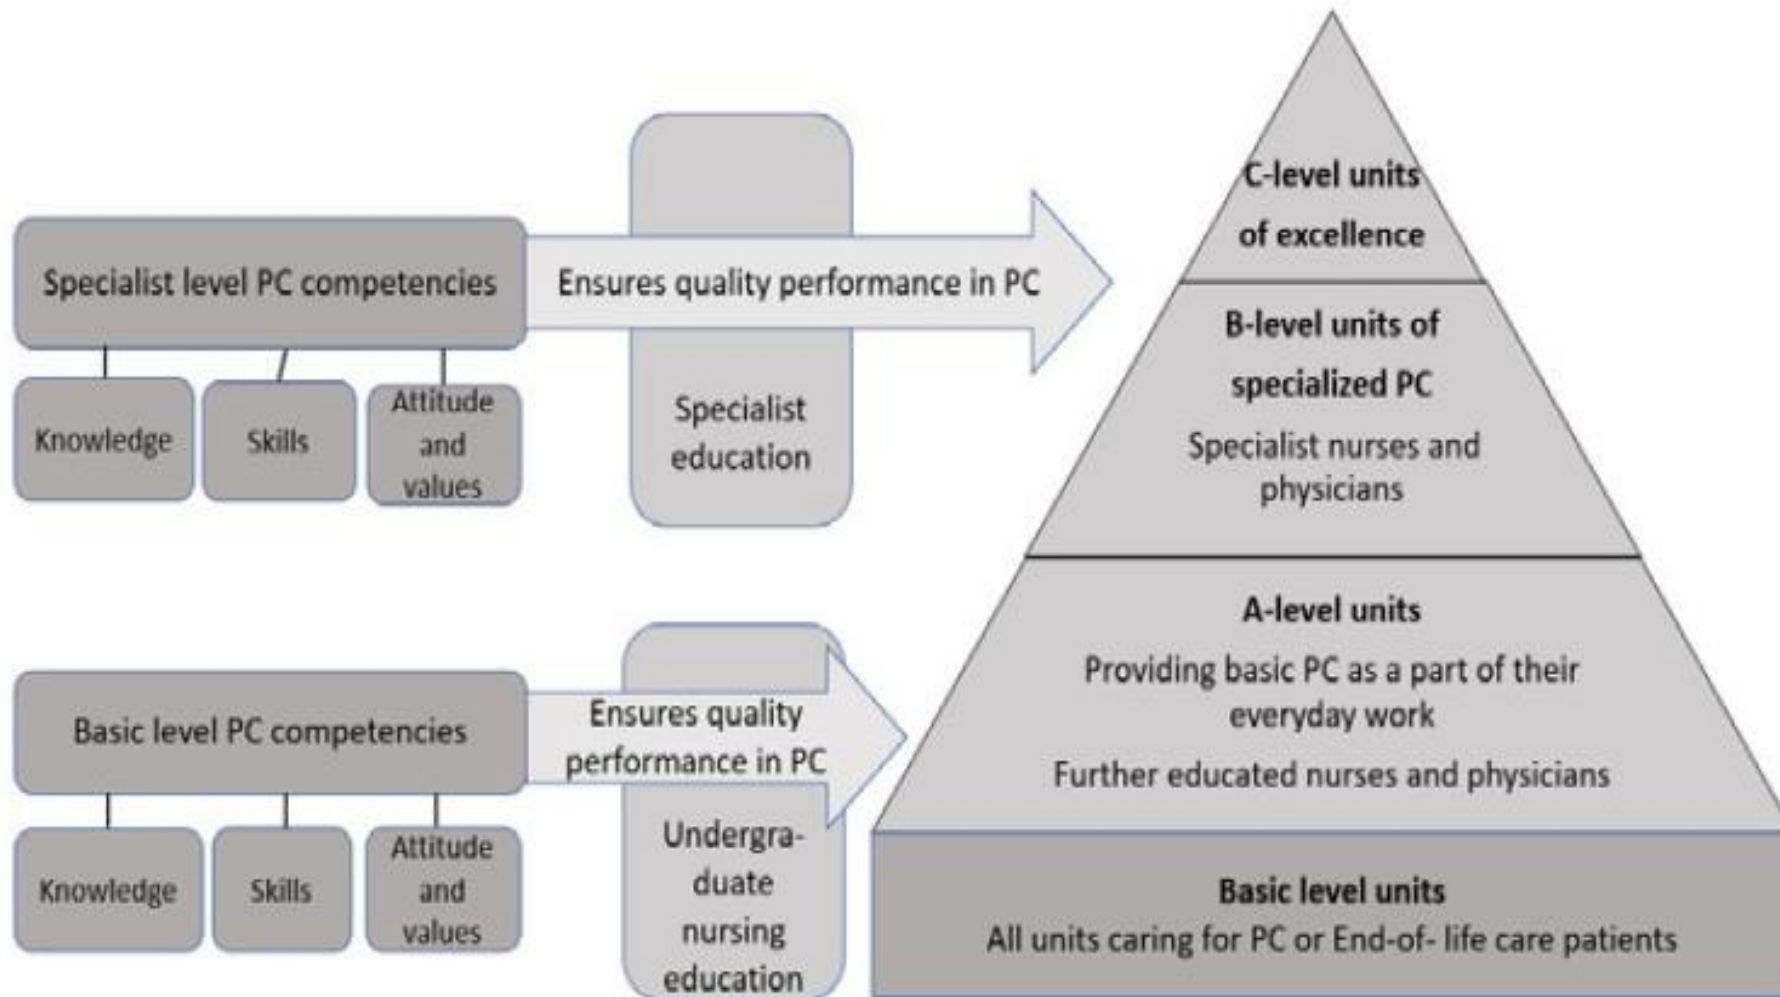 Specialist level PC competencies
Knowledge
Skills
Attitude
and
values
Ensures quality performance in PC
Specialist
education
Basic level PC competencies
Knowledge
Skills
Attitude
and
values
Ensures quality
performance in PC
Undergra-
duate
nursing
education
C-level units
of excellence
B-level units of
specialized PC
Specialist nurses and
physicians
A-level units
Providing basic PC as a part of their
everyday work
Further educated nurses and physicians
Basic level units
All units caring for PC or End-of- life care patients